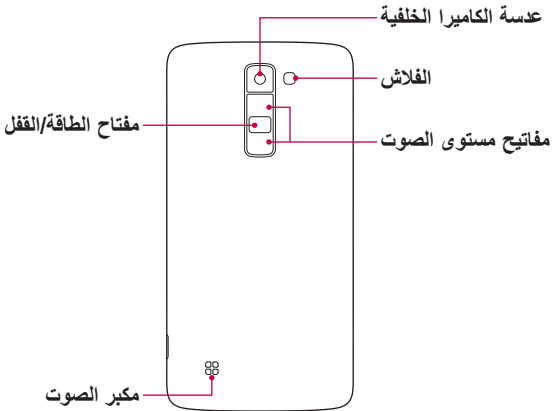 عدسة الكاميرا الخلفية
الفلاش
مفتاح الطاقة/القفل
مفاتيح مستوى الصوت
مكبر الصوت